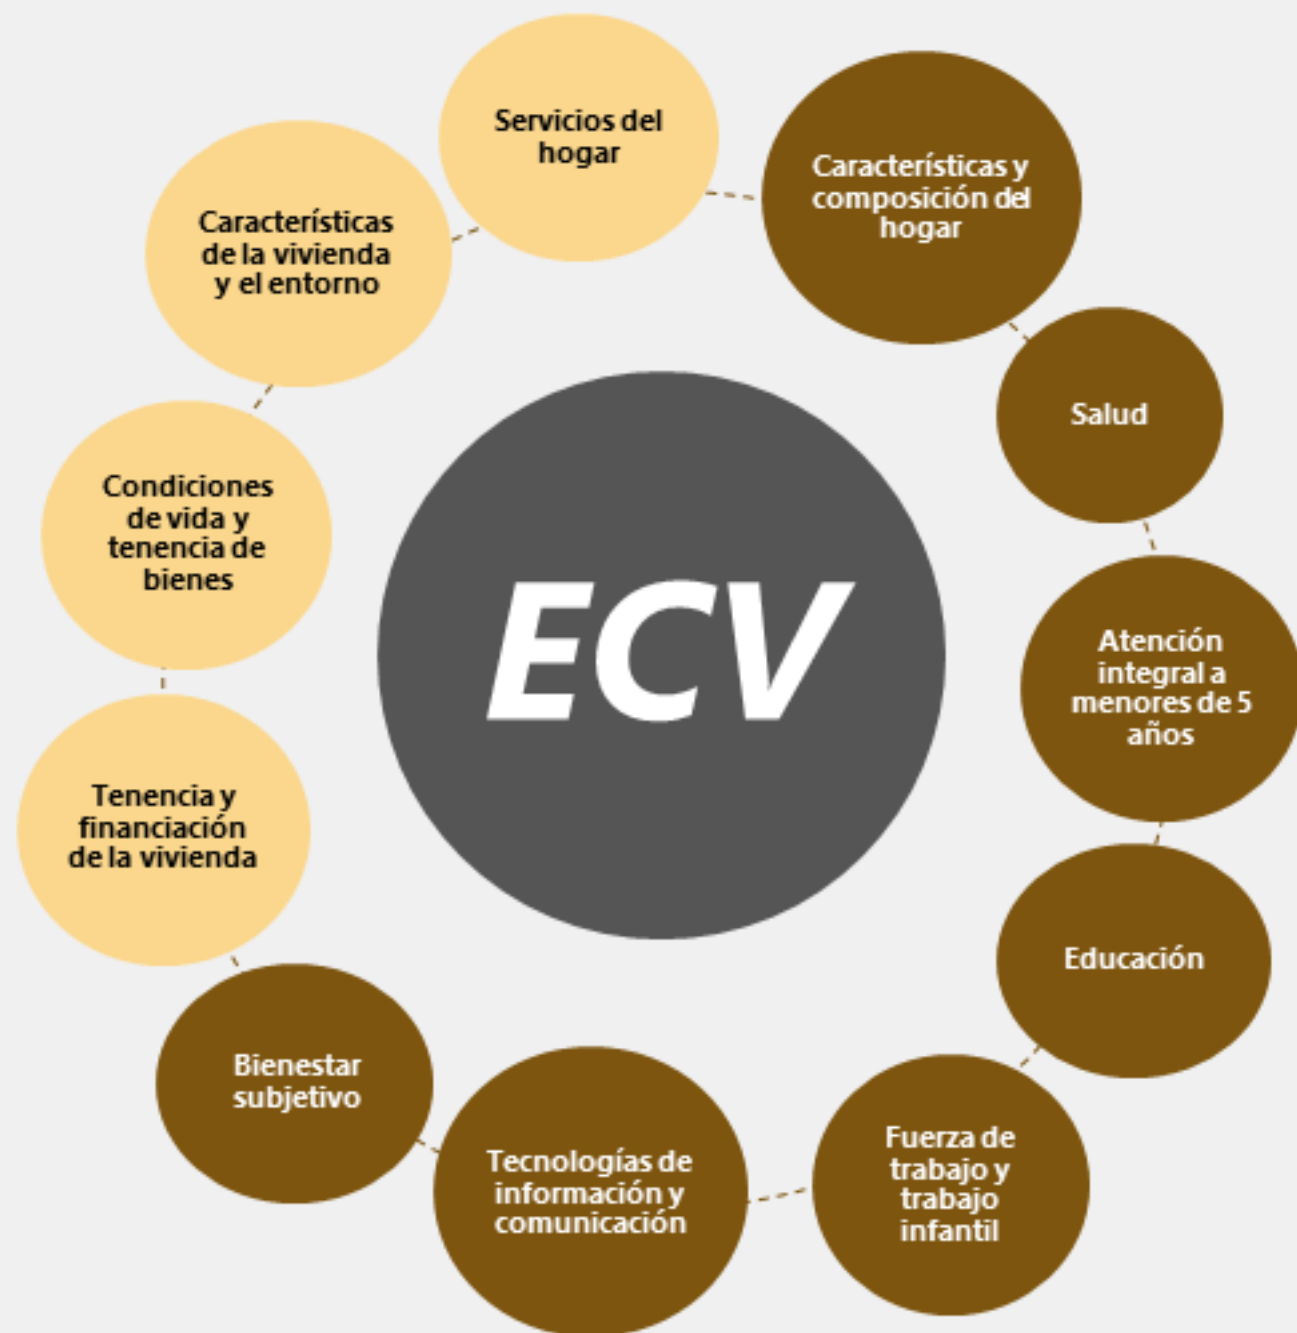 Servicios del
hogar
Característícas y
composición del
hogar
Salud
Atención
integral a
menores de 5
años
Educación
Fuerza de
trabajo y
trabajo
infantil
Tecnologías de
información y
comunicación
Bienestar
subjetivo
Tenencia y
financiación
de la vivienda
Condiciones
de vida y
tenencia de
bienes
Característícas
de la vivienda
y el entorno
ECV